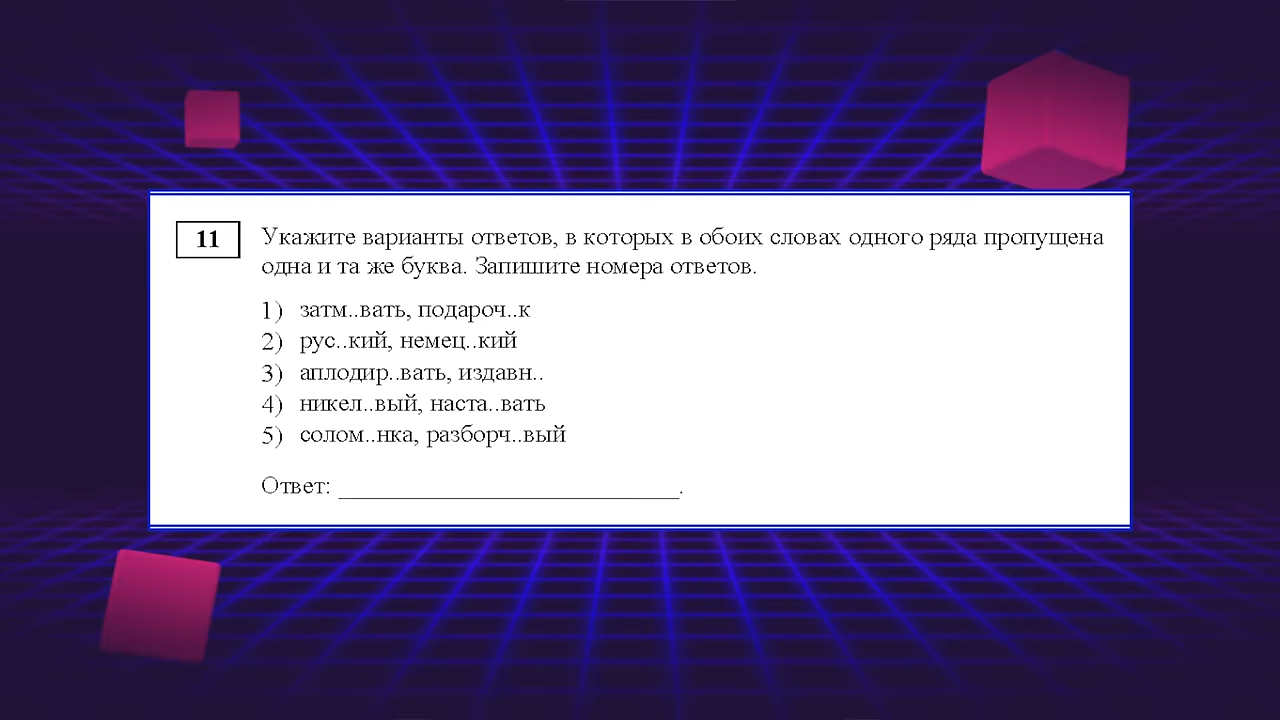 11
Укажите варианты ответов, в которых в обоих словах одного ряда пропущена
одна и та же буква. Запишите номера ответов.
1) затм..вать, подароч..к
2) рус..кий, немец..кий
3) аплодир..вать, издавн..
4) никел..вый, наста..вать
5) солом..нка, разборч..вый
Ответ: ___________________________.